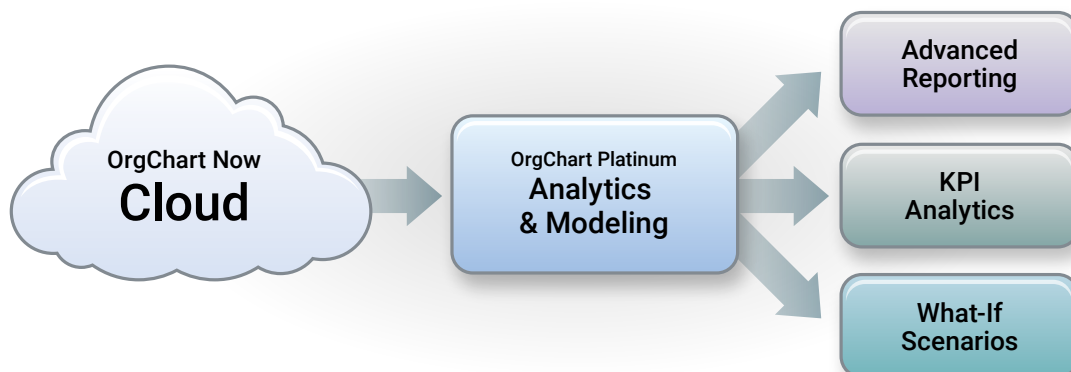 OrgChart Now
Cloud
OrgChart Platinum
Analytics
& Modeling
Advanced
Reporting
KPI
Analytics
What-If
Scenarios